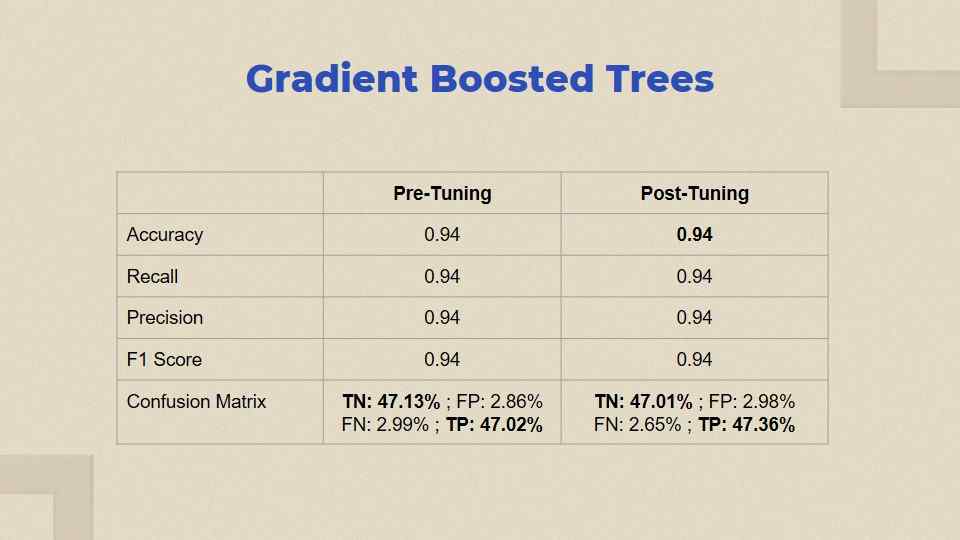 Gradient Boosted Trees
Pre-Tuning Post-Tuning
Accuracy 0.94 0.94
Recall 0.94 0.94
Precision 0.94 0.94
F1 Score 0.94 0.94
Confusion Matrix TN: 47.13% ; FP: 2.86% TN: 47.01% ; FP: 2.98%
FN: 2.99% ; TP: 47.02% FN: 2.65% ; TP: 47.36%